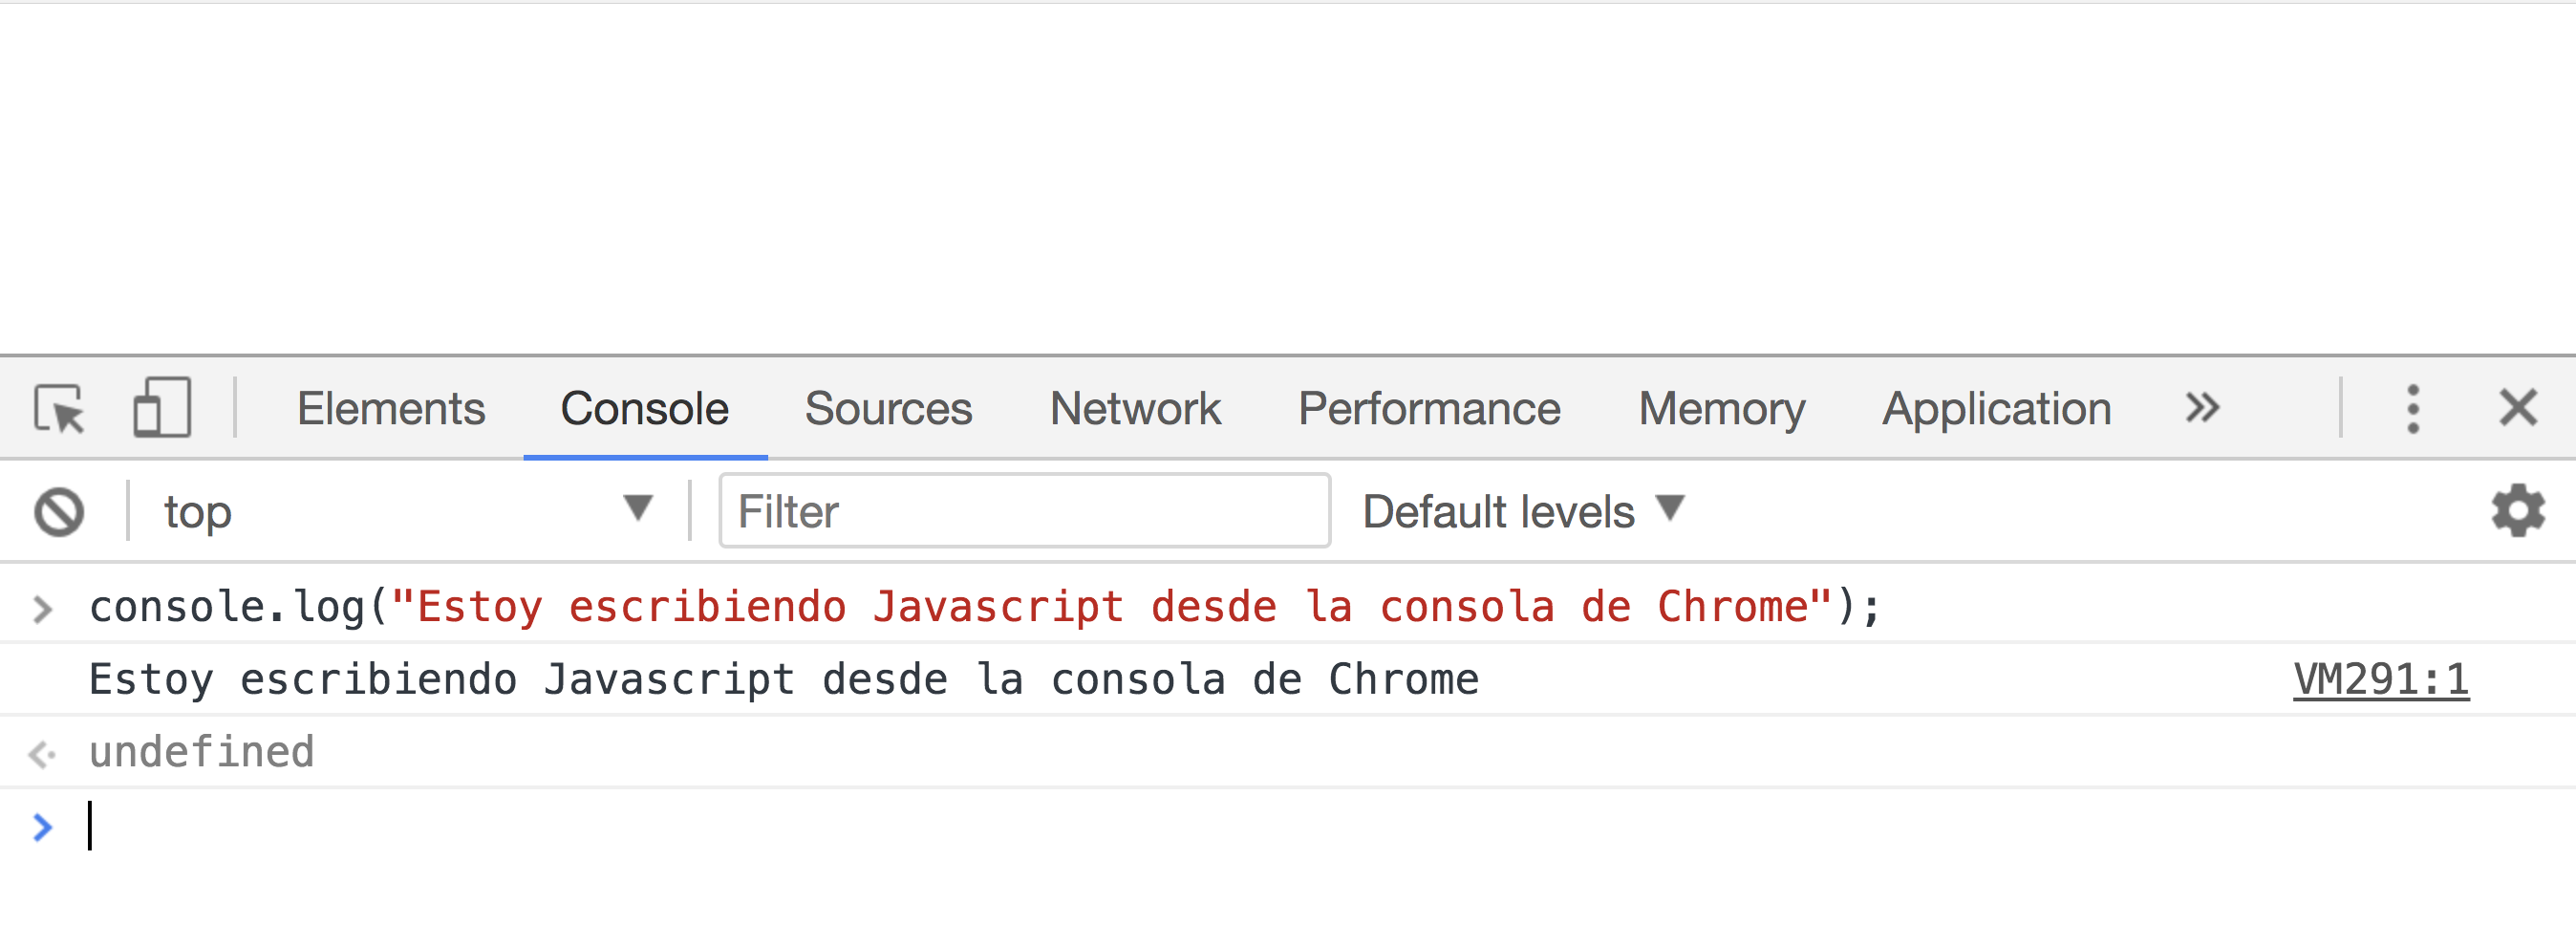 Elements Console Sources Network Performance Memory Application
top Filter Default levels
console.log("Estoy escribiendo Javascript desde la consola de Chrome");
Estoy escribiendo Javascript desde la consola de Chrome VM291:1
undefined